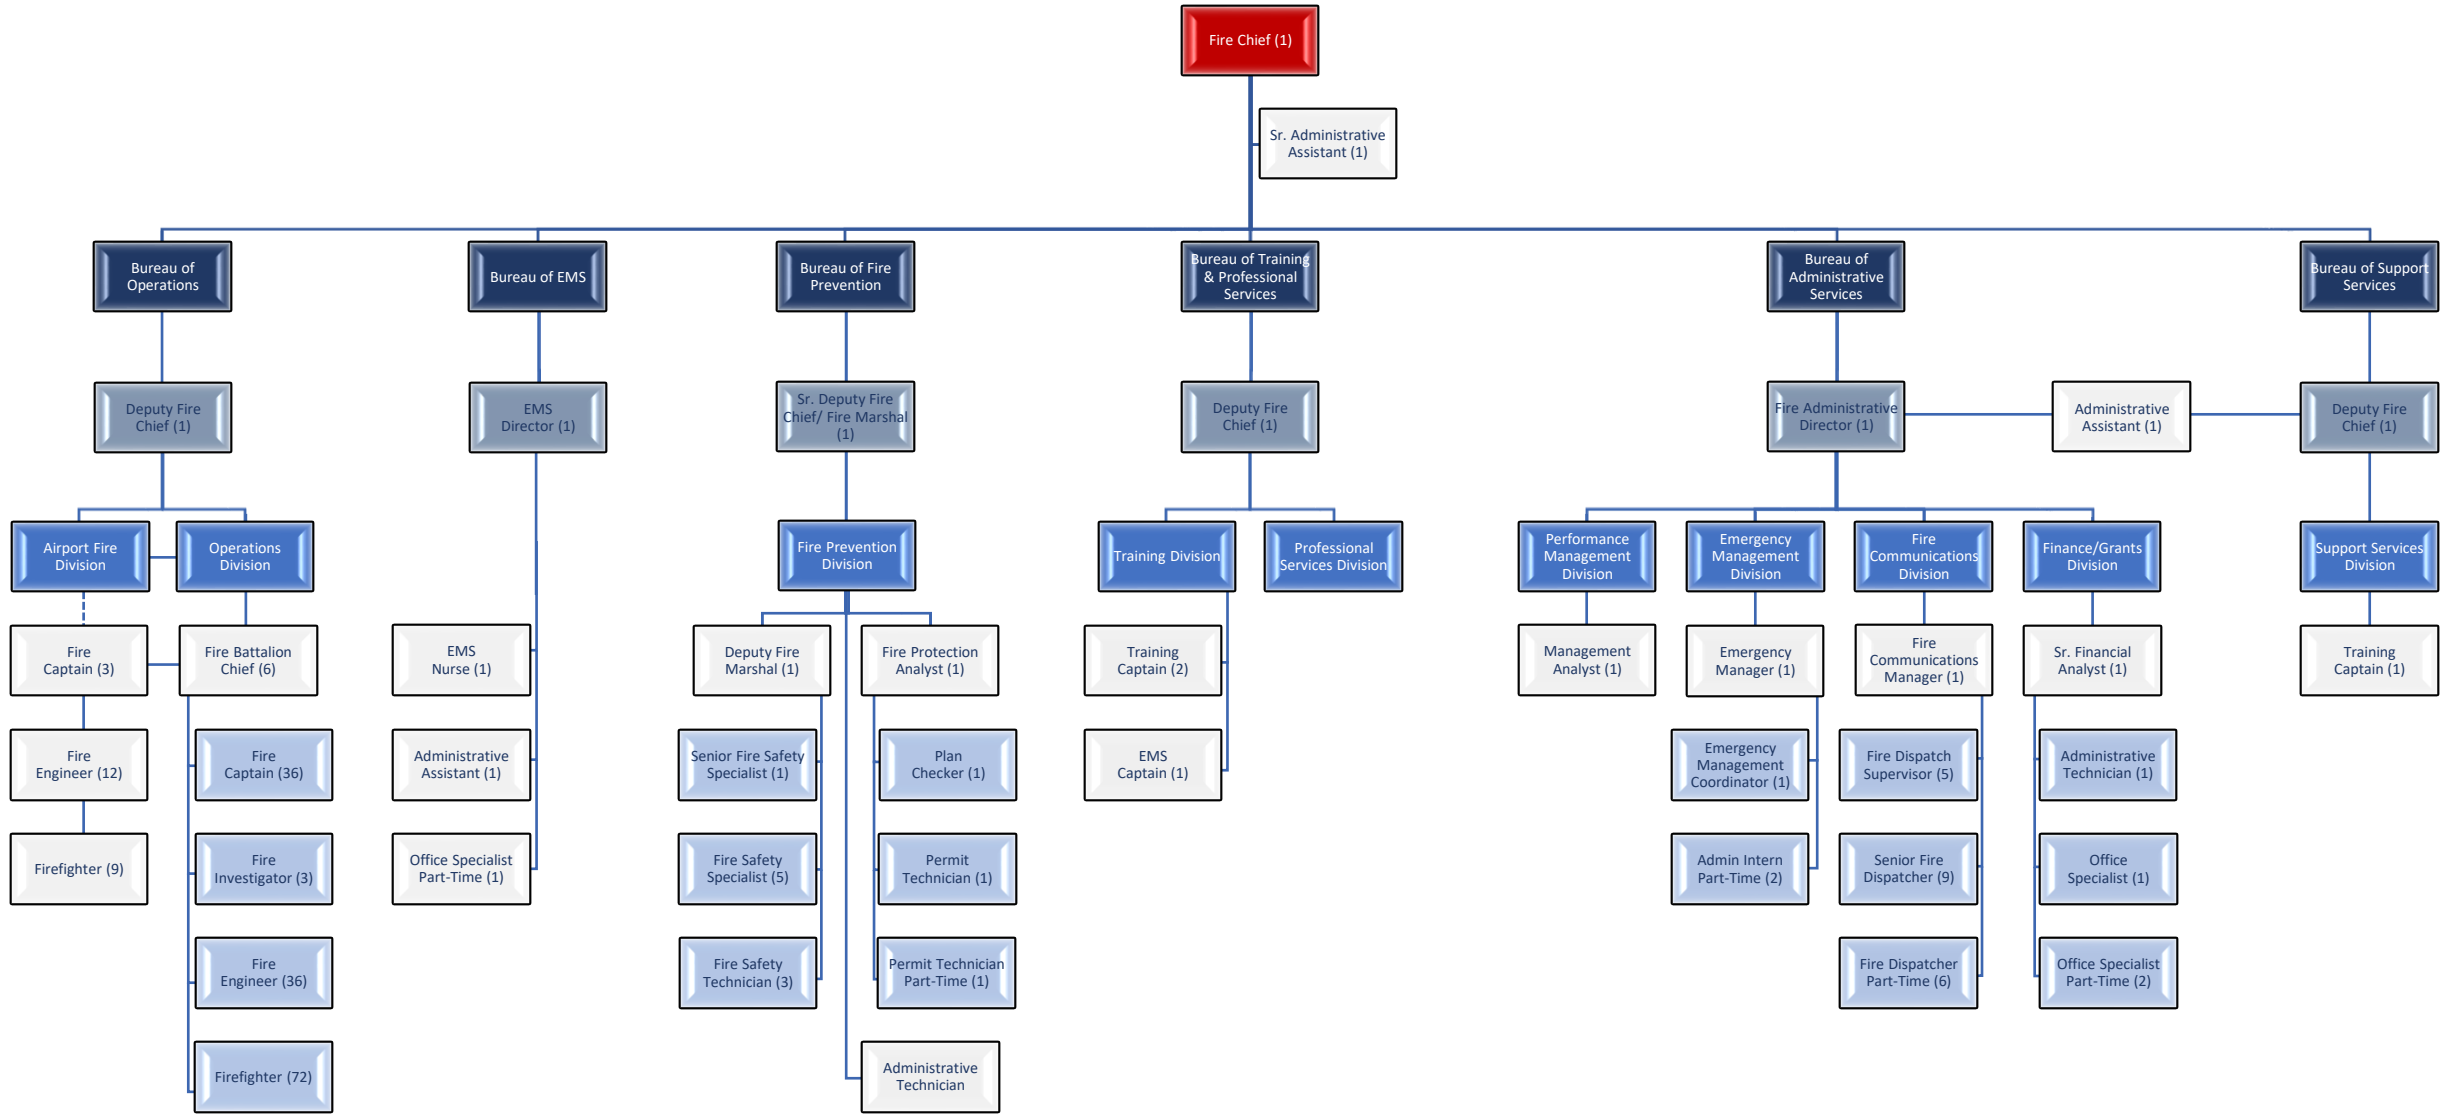 Fire Chief (1)
Sr. Administrative
Assistant (1)
Bureau of
Operations
Bureau of EMS
Bureau of Fire
Prevention
Bureau of Training
& Professional
Services
Bureau of
Administrative
Services
Bureau of Support
Services
Deputy Fire
Chief (1)
EMS
Director (1)
Sr. Deputy Fire
Chief/ Fire Marshal
(1)
Deputy Fire
Chief (1)
Fire Administrative
Director (1)
Administrative
Assistant (1)
Deputy Fire
Chief (1)
Airport Fire
Division
Operations
Division
Fire Prevention
Division
Training Division
Professional
Services Division
Performance
Management
Division
Emergency
Management
Division
Fire
Communications
Division
Finance/Grants
Division
Support Services
Division
Fire
Captain (3)
Fire Battalion
Chief (6)
EMS
Nurse (1)
Deputy Fire
Marshal (1)
Fire Protection
Analyst (1)
Training
Captain (2)
Management
Analyst (1)
Emergency
Manager (1)
Fire
Communications
Manager (1)
Sr. Financial
Analyst (1)
Training
Captain (1)
Fire
Engineer (12)
Fire
Captain (36)
Administrative
Assistant (1)
Senior Fire Safety
Specialist (1)
Plan
Checker (1)
EMS
Captain (1)
Emergency
Management
Coordinator (1)
Fire Dispatch
Supervisor (5)
Administrative
Technician (1)
Firefighter (9)
Fire
Investigator (3)
Office Specialist
Part-Time (1)
Fire Safety
Specialist (5)
Permit
Technician (1)
Admin Intern
Part-Time (2)
Senior Fire
Dispatcher (9)
Office
Specialist (1)
Fire
Engineer (36)
Fire Safety
Technician (3)
Permit Technician
Part-Time (1)
Fire Dispatcher
Part-Time (6)
Office Specialist
Part-Time (2)
Firefighter (72)
Administrative
Technician